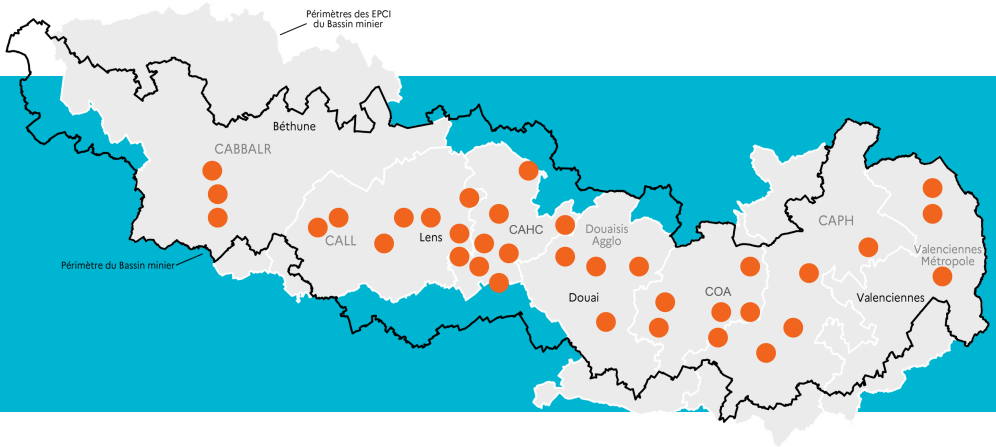 Périmètres des EPCI
du Bassin minier
Béthune
CABBALR
CAPH
CAHC
Douaisis
Agglo
CALL
Lens
Valenciennes
Métropole
Périmètre du Bassin minier
COA
Douai
Valenciennes